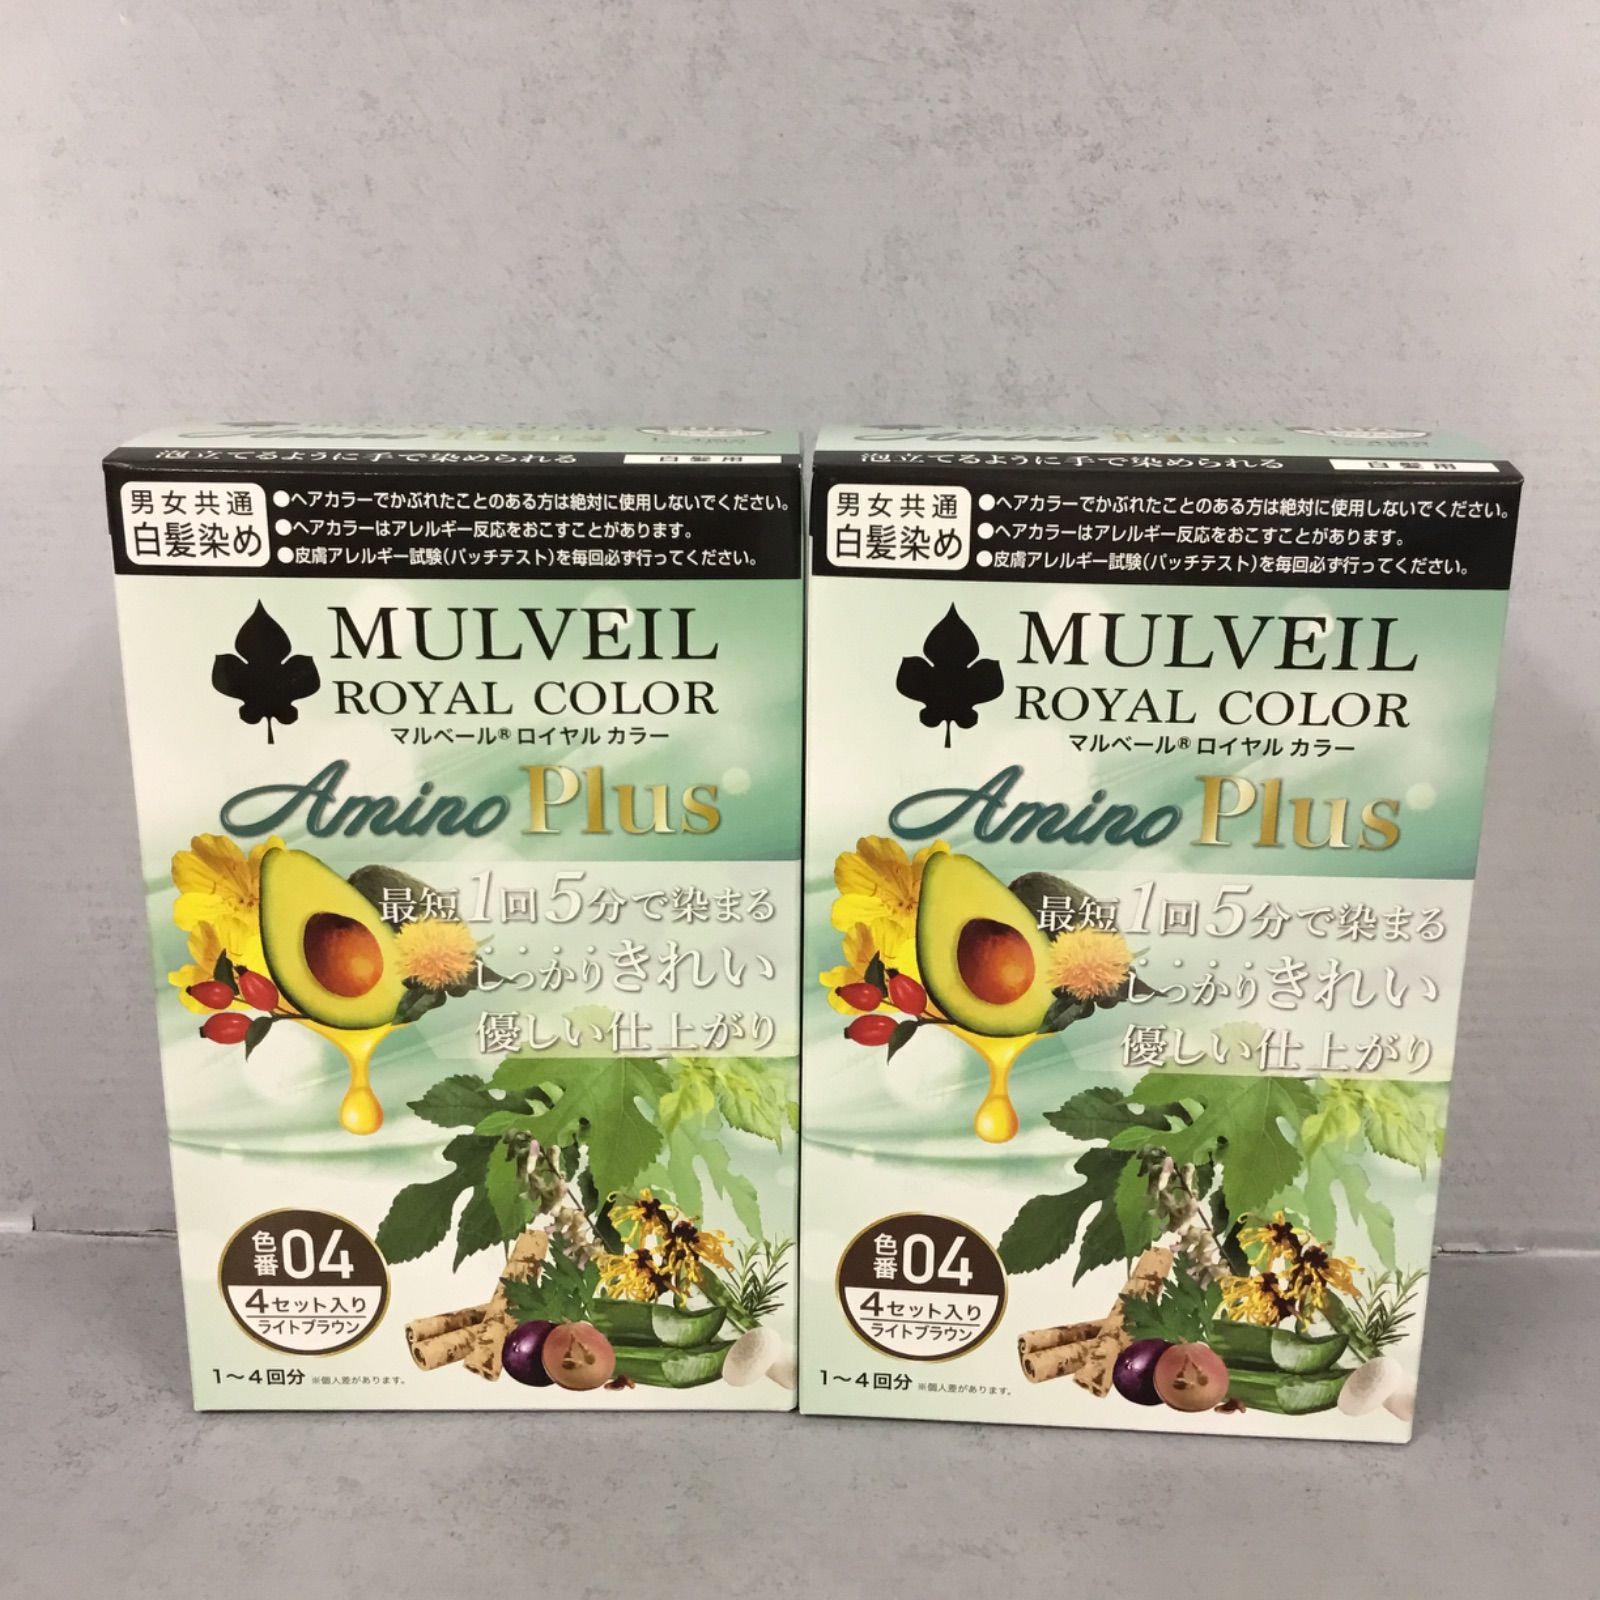 泡立てるように手で染められる 白髪用
男女共通
白髪染め
●ヘアカラーでかぶれたことのある方は絶対に使用しないでください。
●ヘアカラーはアレルギー反応をおこすことがあります。
●皮膚アレルギー試験(パッチテスト)を毎回必ず行ってください。
MULVEIL
ROYAL COLOR
マルベール® ロイヤル カラー
Amino Plus
最短1回5分で染まる
しっかりきれい
優しい仕上がり
色番04
4セット入り
ライトブラウン
1～4回分 ※個人差があります。
泡立てるように手で染められる 白髪用
男女共通
白髪染め
●ヘアカラーでかぶれたことのある方は絶対に使用しないでください。
●ヘアカラーはアレルギー反応をおこすことがあります。
●皮膚アレルギー試験(パッチテスト)を毎回必ず行ってください。
MULVEIL
ROYAL COLOR
マルベール® ロイヤル カラー
Amino Plus
最短1回5分で染まる
しっかりきれい
優しい仕上がり
色番04
4セット入り
ライトブラウン
1～4回分 ※個人差があります。